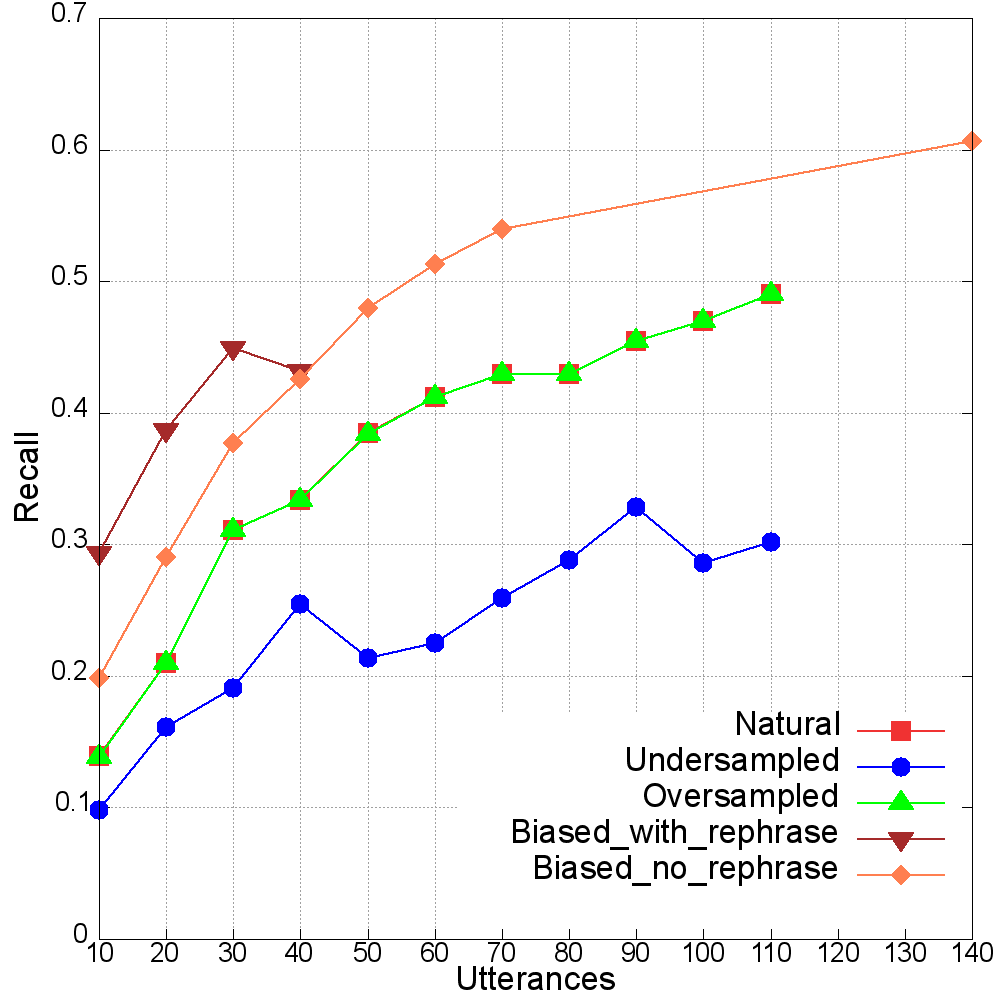 0.7
0.6
0.5
0.4
0.3
0.2
0.1
0
Recall
10 20 30 40 50 60 70 80 90 100 110 120 130 140
Utterances
Natural
Undersampled
Oversampled
Biased_with_rephrase
Biased_no_rephrase